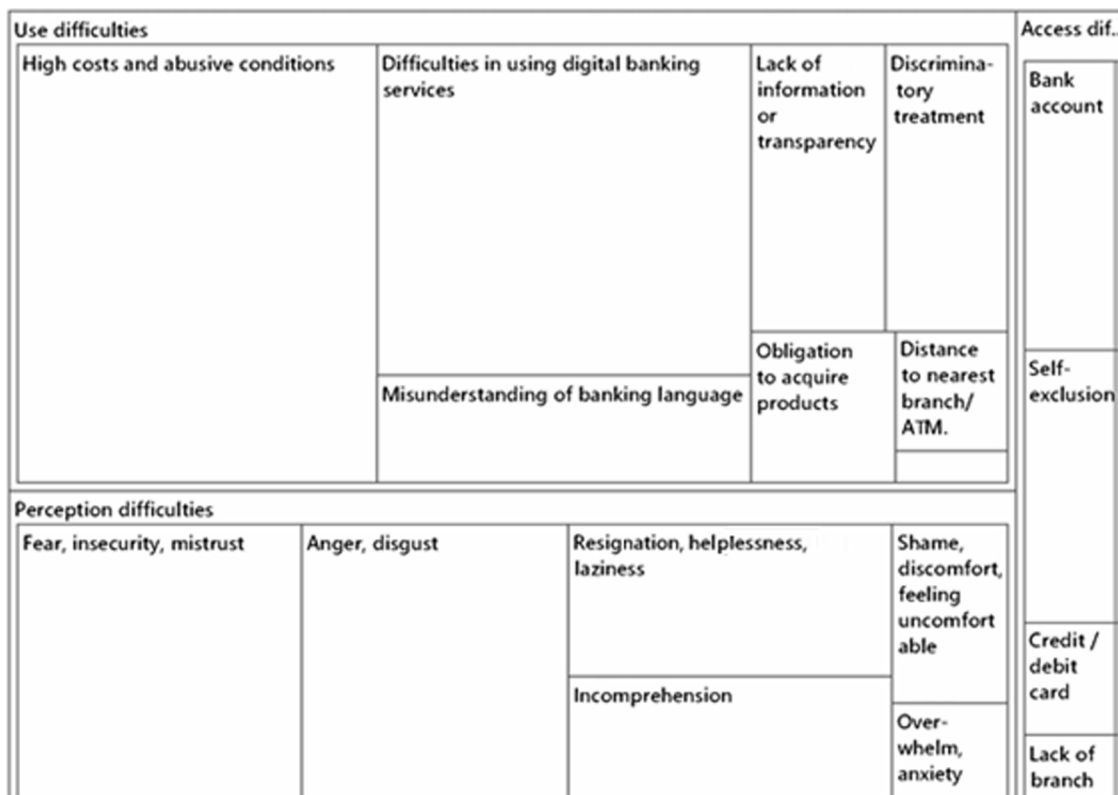 Use difficulties
High costs and abusive conditions
Difficulties in using digital banking
services
Misunderstanding of banking language
Lack of
information
or
transparency
Discrimina-
tory
treatment
Obligation
to acquire
products
Distance
to nearest
branch/
ATM.
Perception difficulties
Fear, insecurity, mistrust
Anger, disgust
Resignation, helplessness,
laziness
Incomprehension
Shame,
discomfort,
feeling
uncomfort
able
Over-
whelm,
anxiety
Access dif..
Bank
account
Self-
exclusion
Credit /
debit
card
Lack of
branch